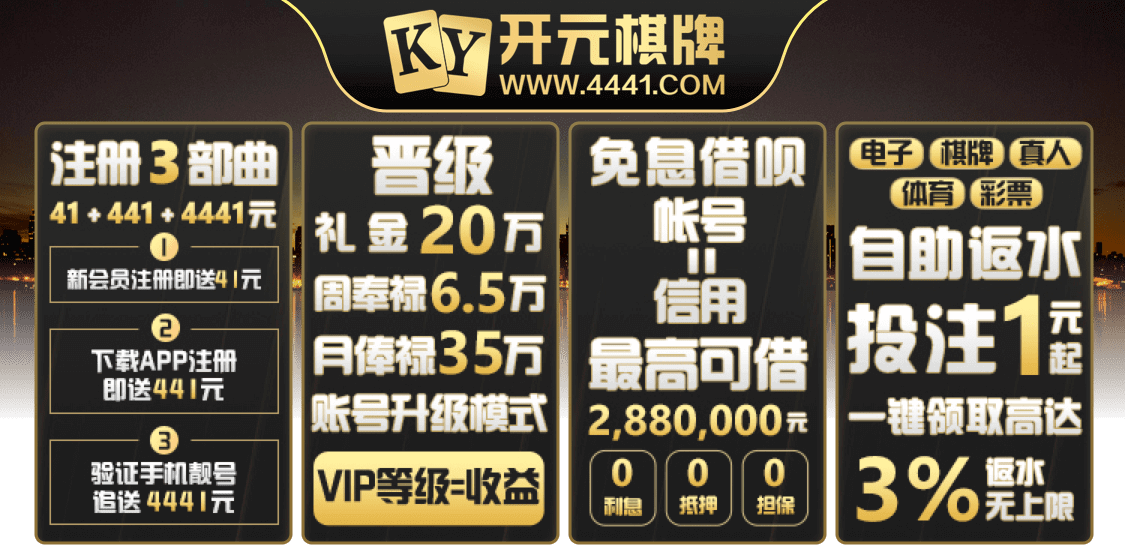 KY 开元棋牌
WWW.4441.COM
注册3部曲
41+441+4441元
1
新会员注册即送41元
2
下载APP注册
即送441元
3
验证手机靓号
追送4441元
晋级
礼金20万
周奉禄6.5万
月俸禄35万
账号升级模式
VIP等级=收益
免息借呗
帐号
=
信用
最高可借
2,880,000元
0 利息
0 抵押
0 担保
电子 棋牌 真人
体育 彩票
自助返水
投注1元起
一键领取高达
3%返水无上限